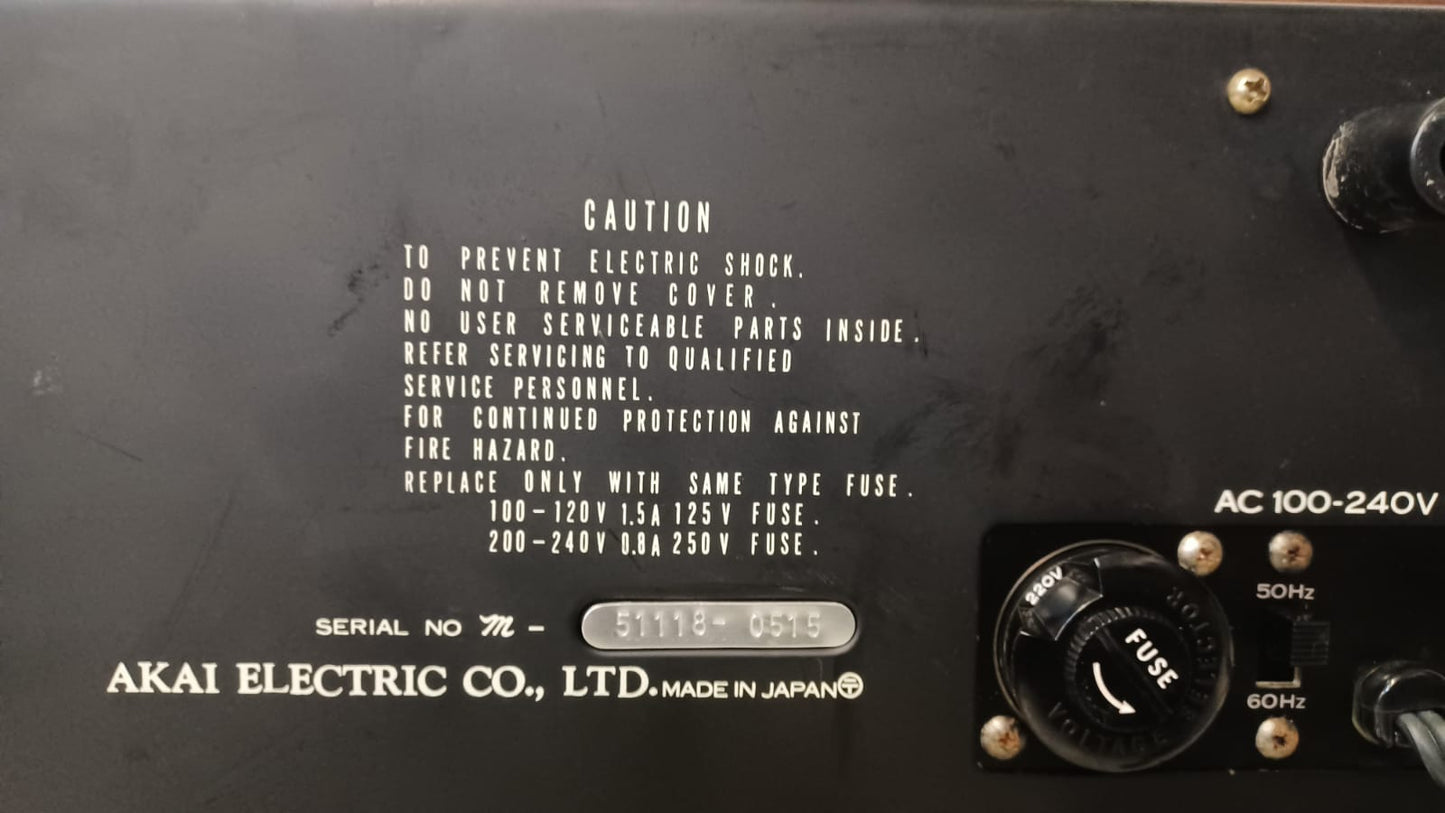 CAUTION
TO PREVENT ELECTRIC SHOCK.
DO NOT REMOVE COVER.
NO USER SERVICEABLE PARTS INSIDE.
REFER SERVICING TO QUALIFIED
SERVICE PERSONNEL.
FOR CONTINUED PROTECTION AGAINST
FIRE HAZARD.
REPLACE ONLY WITH SAME TYPE FUSE.
100-120V 1.5A 125V FUSE.
200-240V 0.8A 250V FUSE.
SERIAL NO M - 51118- 0515
AKAI ELECTRIC CO., LTD. MADE IN JAPAN
AC 100-240V
220V
FUSE
VOLTAGE SELECTOR
50Hz
60Hz